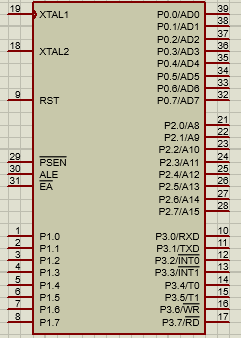 19 XTAL1 P0.0/AD0 39
P0.1/AD1 38
P0.2/AD2 37
18 XTAL2 P0.3/AD3 36
P0.4/AD4 35
P0.5/AD5 34
P0.6/AD6 33
9 RST P0.7/AD7 32
P2.0/A8 21
P2.1/A9 22
P2.2/A10 23
29 PSEN P2.3/A11 24
30 ALE P2.4/A12 25
31 EA P2.5/A13 26
P2.6/A14 27
P2.7/A15 28
1 P1.0 P3.0/RXD 10
2 P1.1 P3.1/TXD 11
3 P1.2 P3.2/INT0 12
4 P1.3 P3.3/INT1 13
5 P1.4 P3.4/T0 14
6 P1.5 P3.5/T1 15
7 P1.6 P3.6/WR 16
8 P1.7 P3.7/RD 17